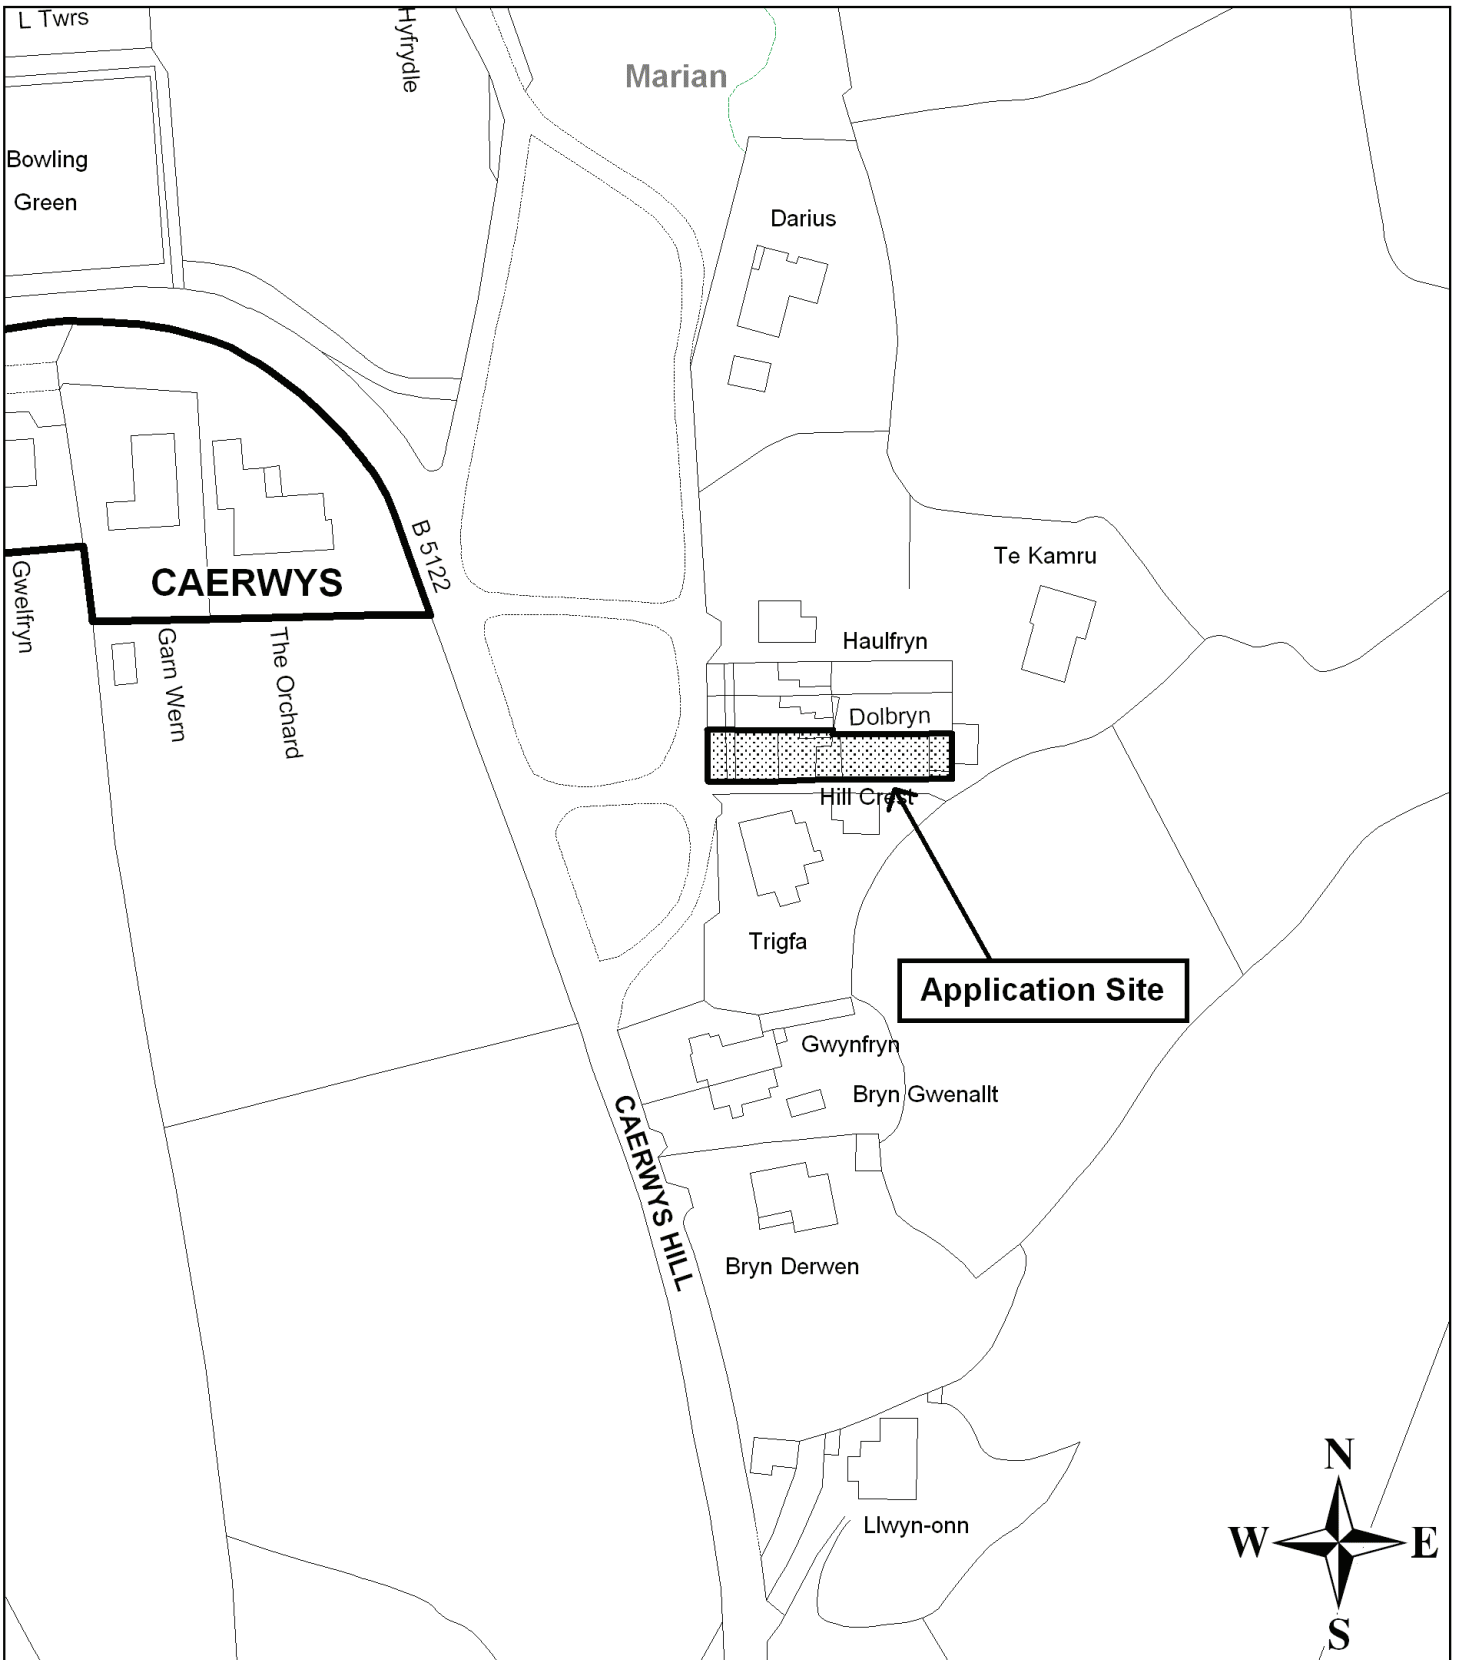 L Twrs
Hyfrydle
Marian
Bowling
Green
Darius
B 5122
Te Kamru
CAERWYS
Gwelfryn
Garn Wern
The Orchard
Haulfryn
Dolbryn
Hill Crest
Trigfa
Application Site
Gwynfryn
Bryn Gwenallt
CAERWYS HILL
Bryn Derwen
Llwyn-onn
N
W
E
S